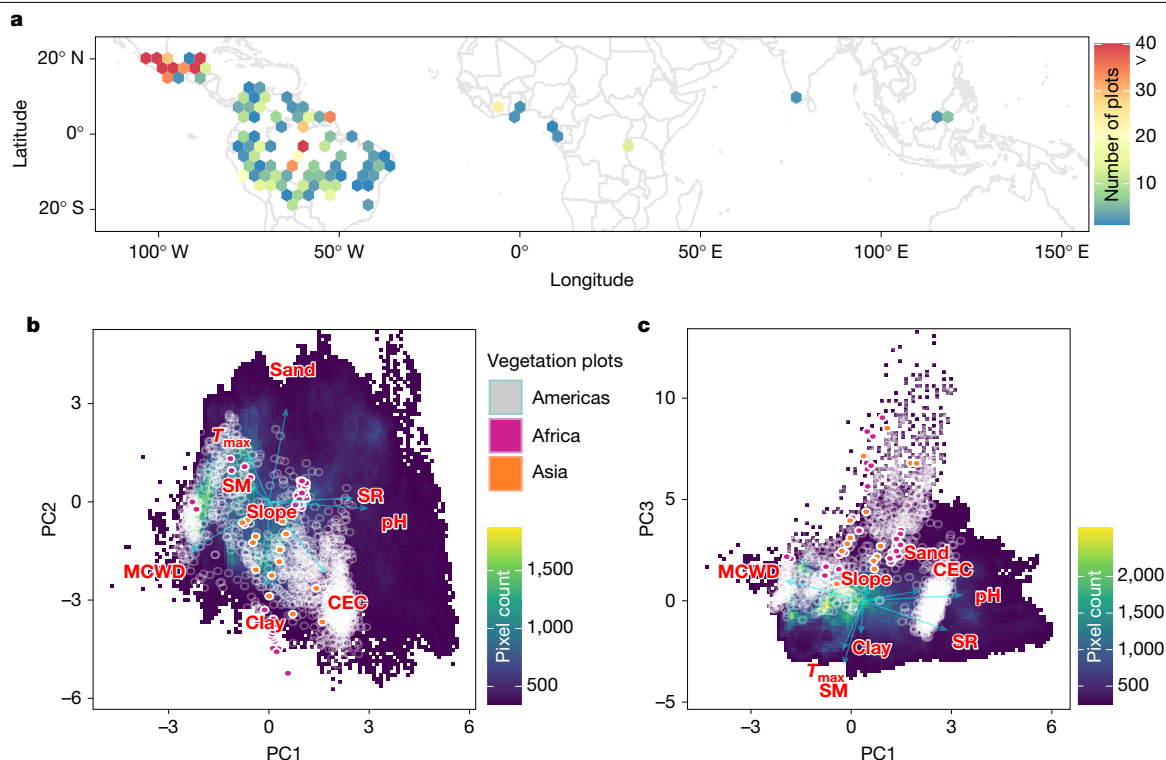 a
20° N
0°
20° S
Latitude
100° W
50° W
0°
50° E
100° E
150° E
Longitude
40
>
30
20
10
Number of plots
b
Sand
Tmax
SM
Slope
SR
pH
MCWD
CEC
Clay
3
0
−3
−6
PC2
−3
0
3
6
PC1
Vegetation plots
Americas
Africa
Asia
1,500
1,000
500
Pixel count
c
10
5
0
−5
PC3
MCWD
Slope
Sand
CEC
pH
SR
Clay
Tmax
SM
−3
0
3
6
PC1
2,000
1,500
1,000
500
Pixel count